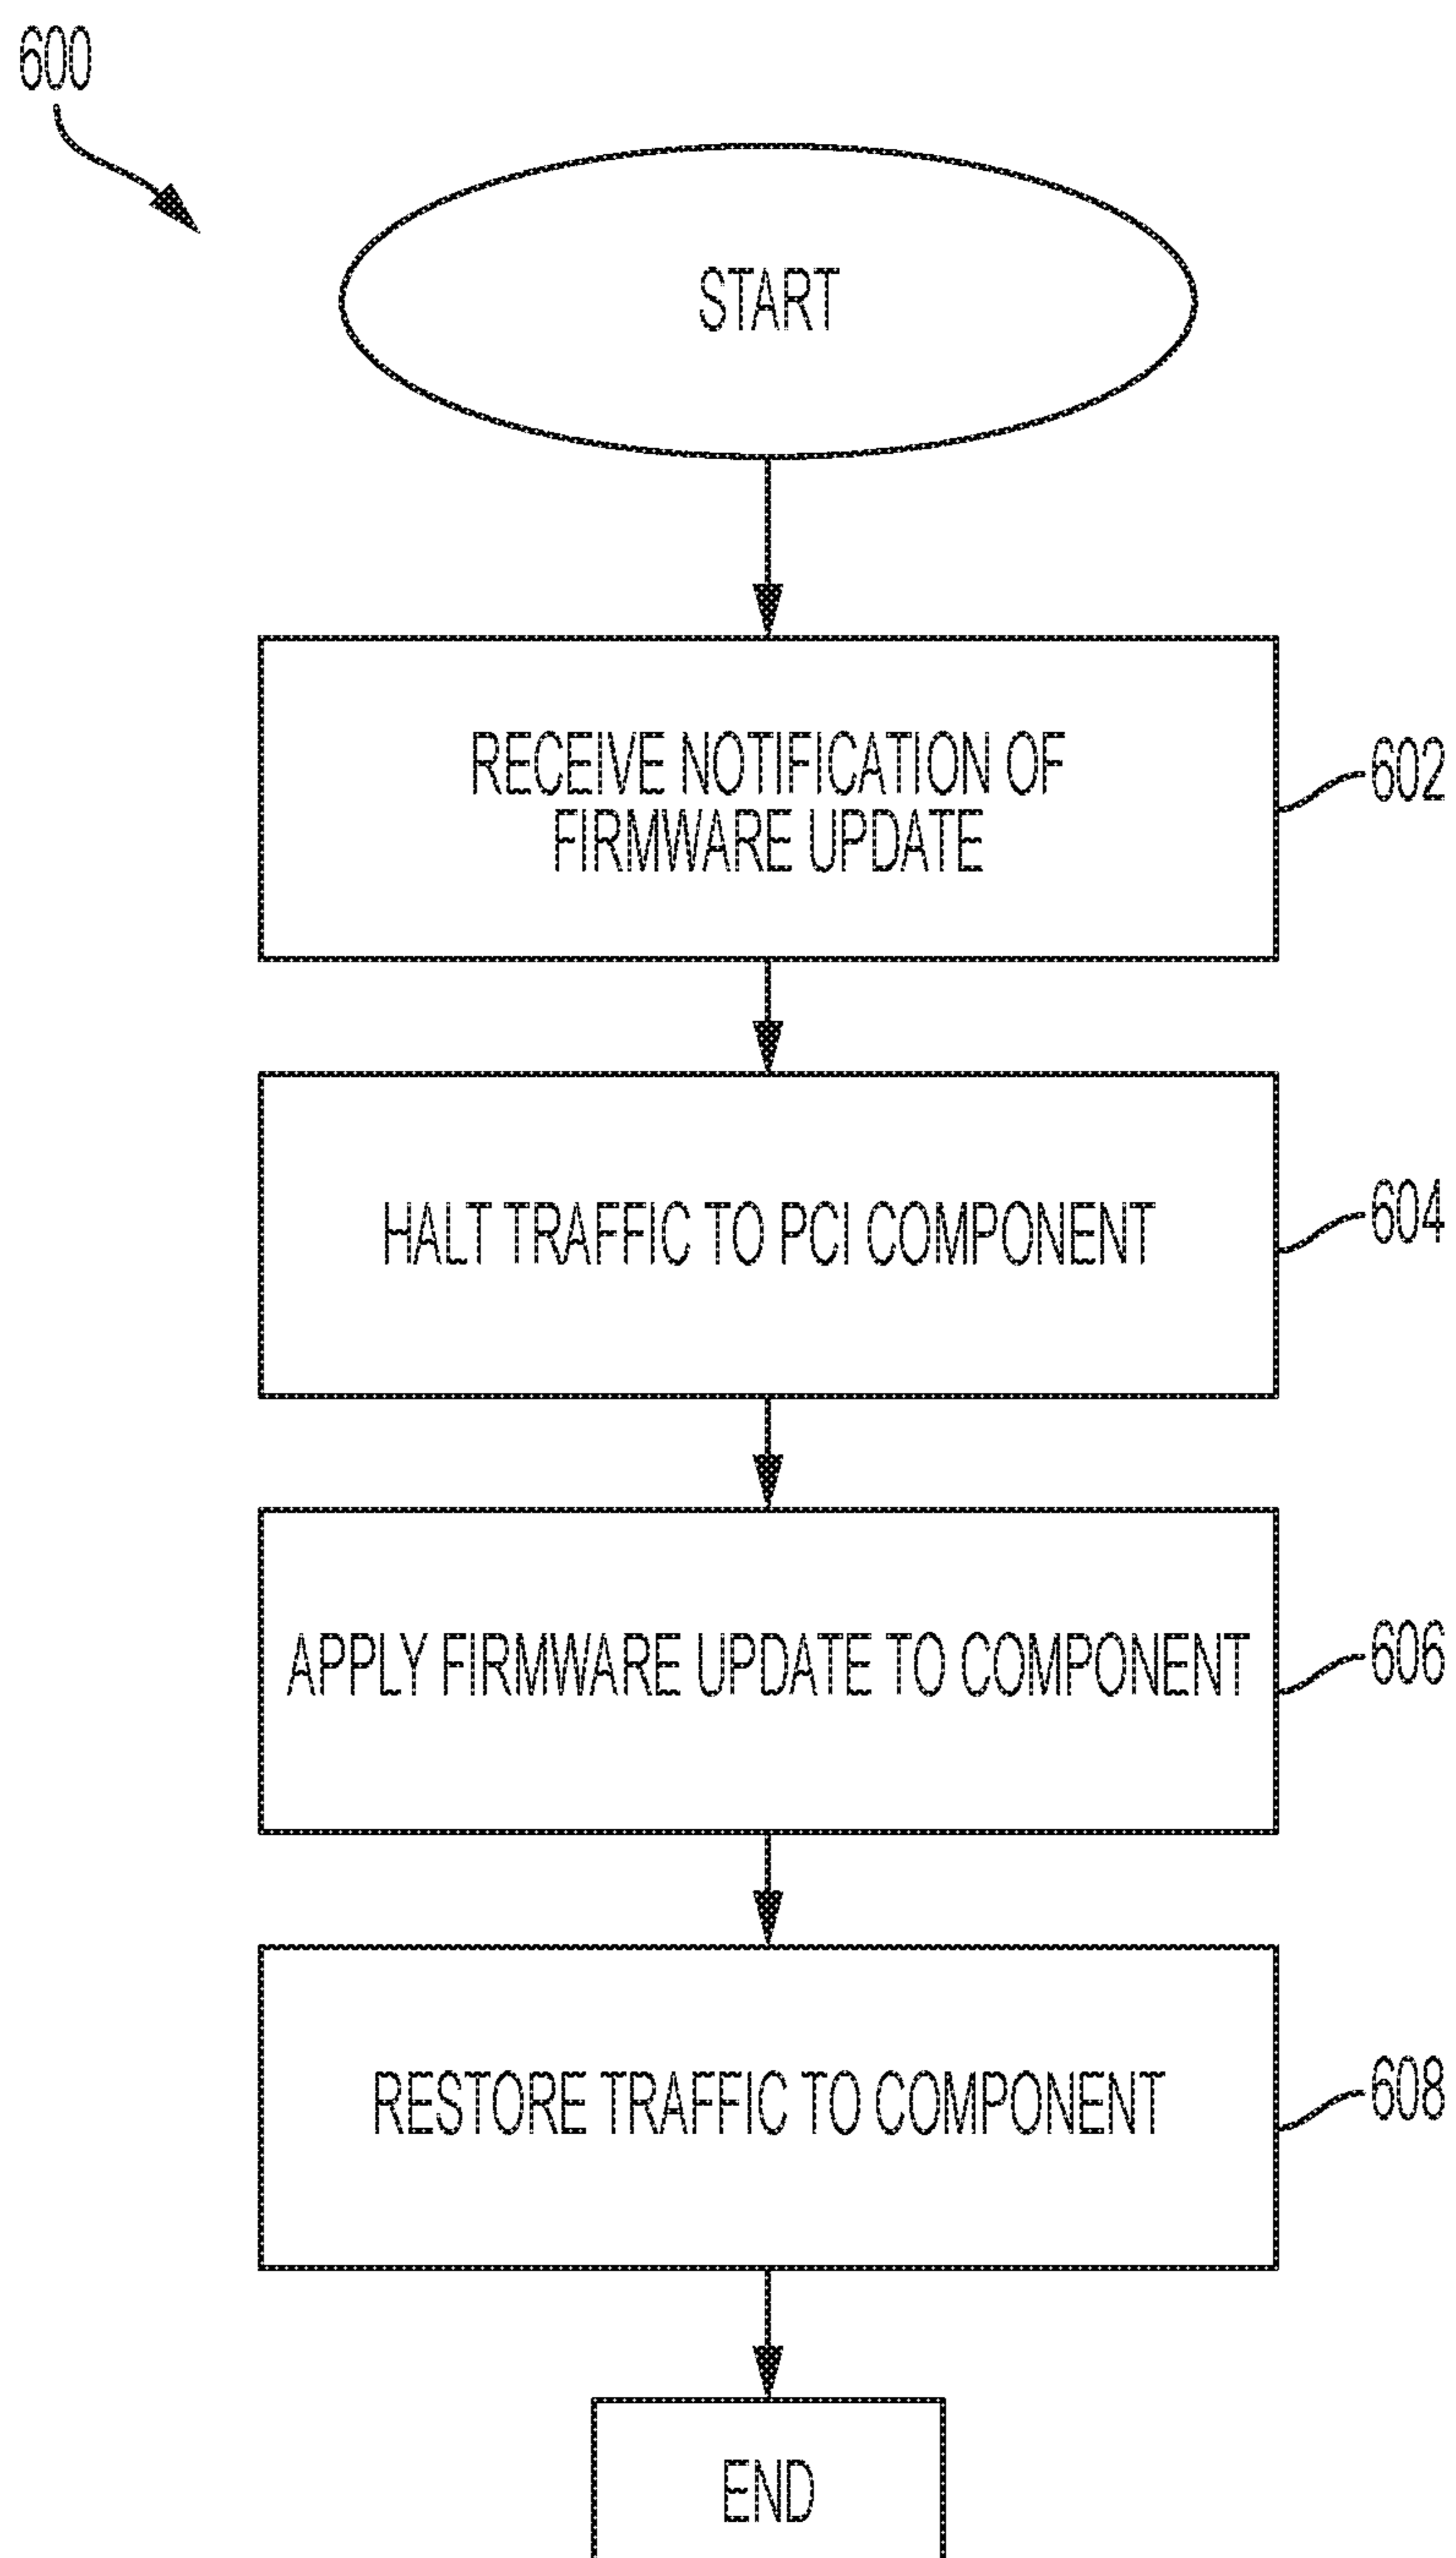 600
START
RECEIVE NOTIFICATION OF
FIRMWARE UPDATE
602
HALT TRAFFIC TO PCI COMPONENT
604
APPLY FIRMWARE UPDATE TO COMPONENT
606
RESTORE TRAFFIC TO COMPONENT
608
END